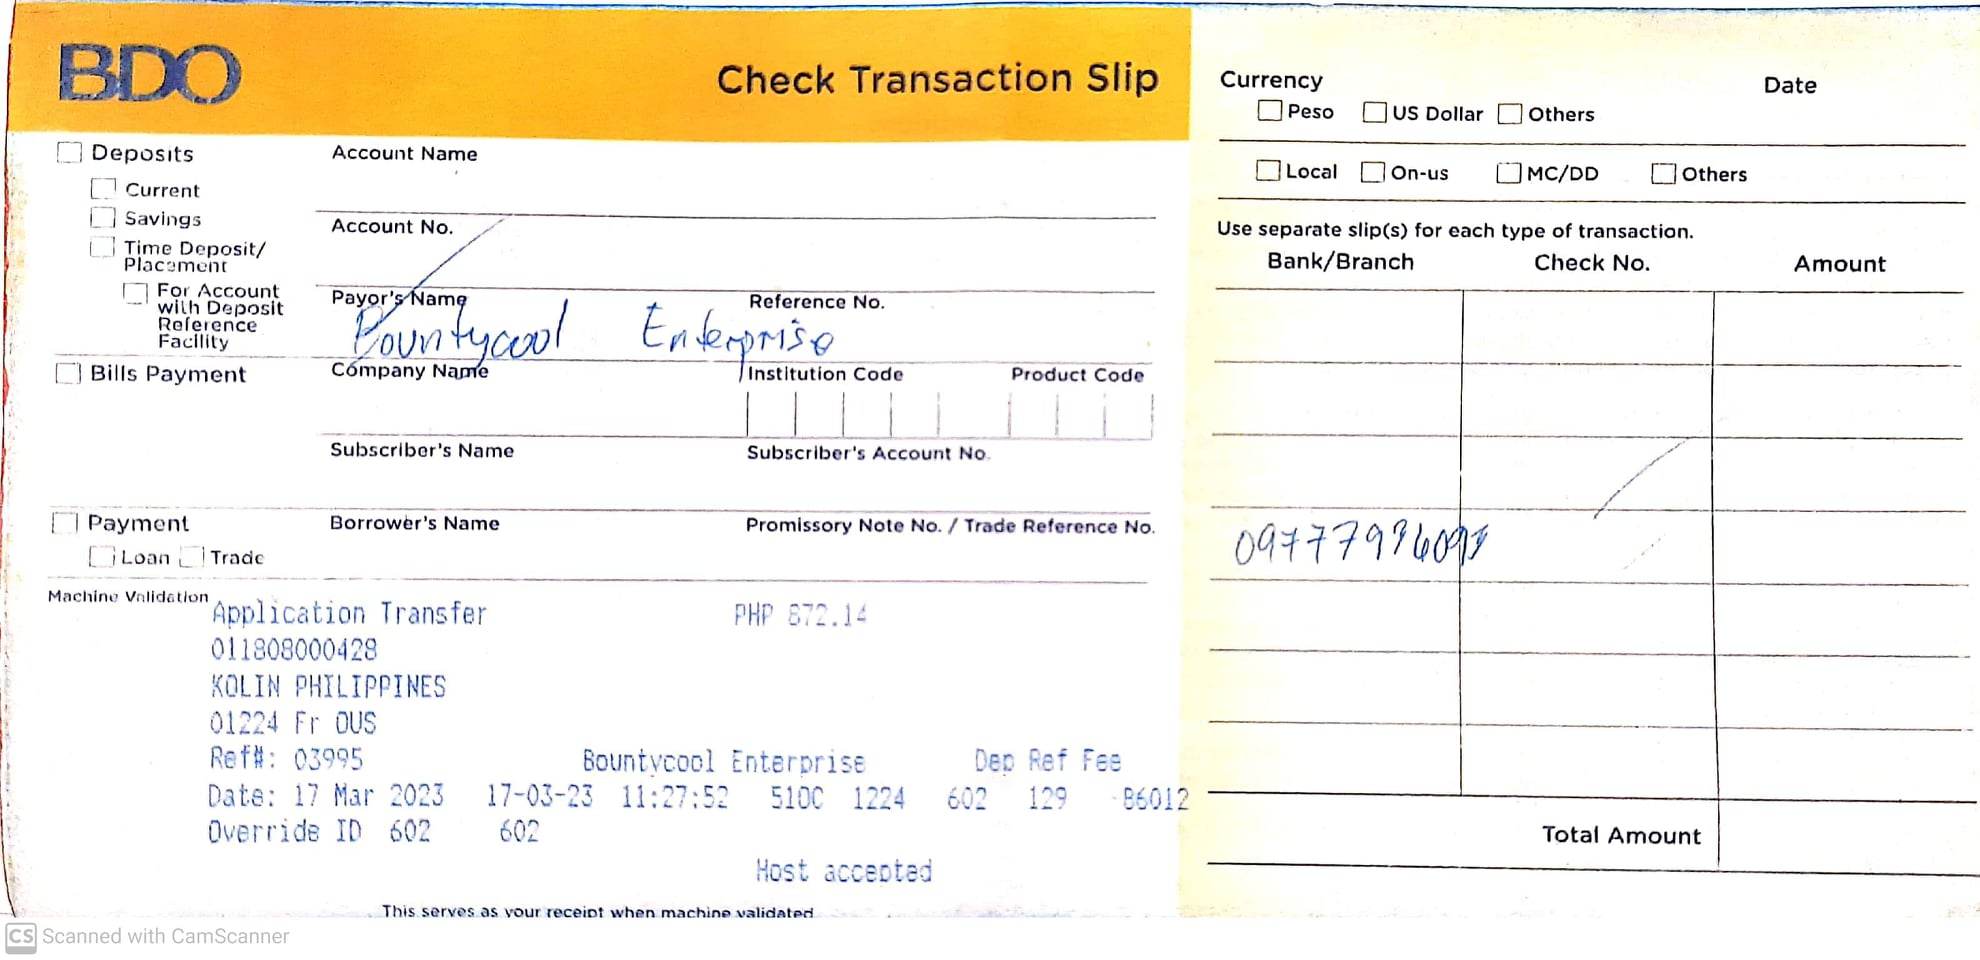 BDO
Check Transaction Slip
Deposits
Current
Savings
Time Deposit/
Placement
For Account
with Deposit
Reference
Facility
Account Name
Account No.
Payor's Name
Reference No.
Bountycool Enterprise
Bills Payment
Company Name
Institution Code
Product Code
Subscriber's Name
Subscriber's Account No.
Payment
Loan
Trade
Borrower's Name
Promissory Note No. / Trade Reference No.
Machine Validation
Application Transfer PHP 872.14
011808000428
KOLIN PHILIPPINES
01224 Fr OUS
Ref#: 03995 Bountycool Enterprise Dep Ref Fee
Date: 17 Mar 2023 17-03-23 11:27:52 510C 1224 602 129 86012
Override ID 602 602
Host accepted
This serves as your receipt when machine validated
Currency
Date
Peso
US Dollar
Others
Local
On-us
MC/DD
Others
Use separate slip(s) for each type of transaction.
Bank/Branch
Check No.
Amount
Total Amount
CS Scanned with CamScanner